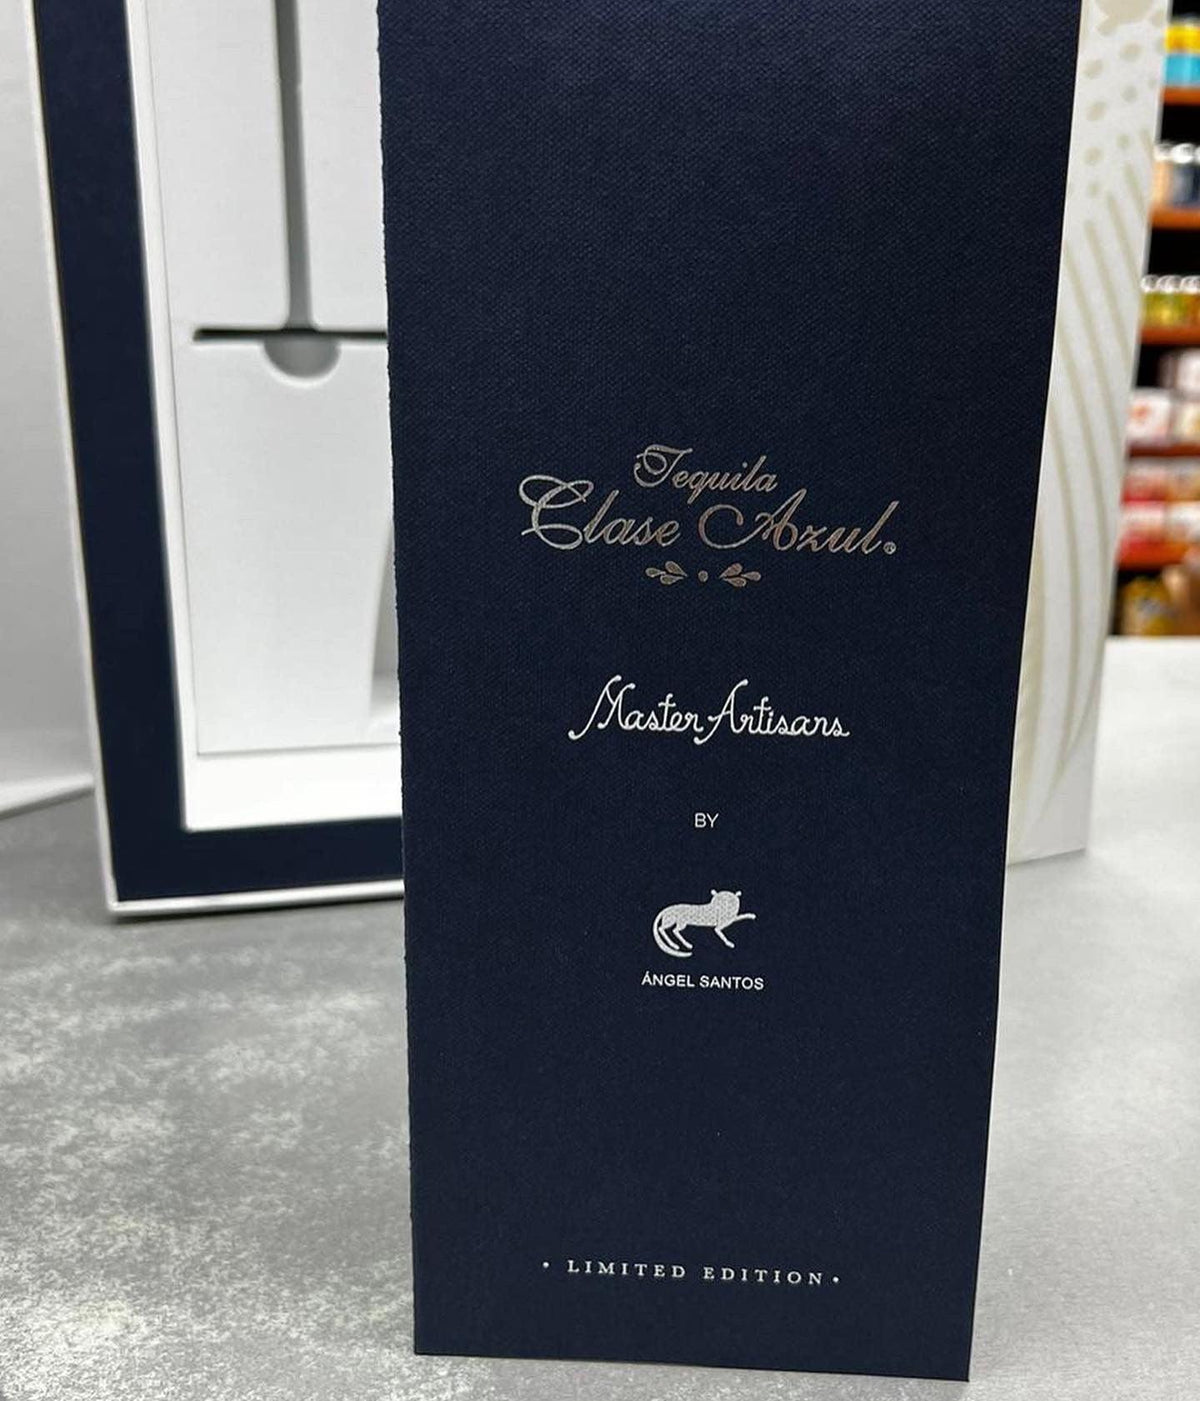 Tequila
Clase Azul®
Master Artisans
BY
ÁNGEL SANTOS
• LIMITED EDITION •